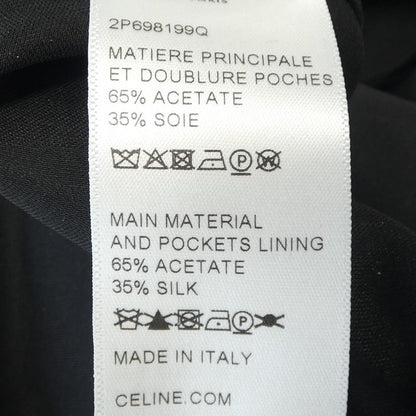 2P698199Q
MATIERE PRINCIPALE
ET DOUBLURE POCHES
65% ACETATE
35% SOIE
P W
MAIN MATERIAL
AND POCKETS LINING
65% ACETATE
35% SILK
P
MADE IN ITALY
CELINE.COM